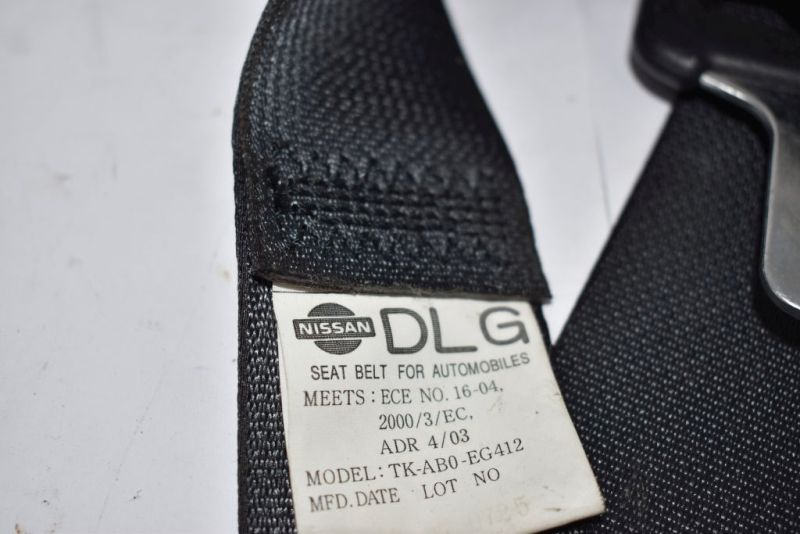 NISSAN DLG
SEAT BELT FOR AUTOMOBILES
MEETS : ECE NO. 16-04,
2000/3/EC,
ADR 4/03
MODEL: TK-AB0-EG412
MFD.DATE LOT NO